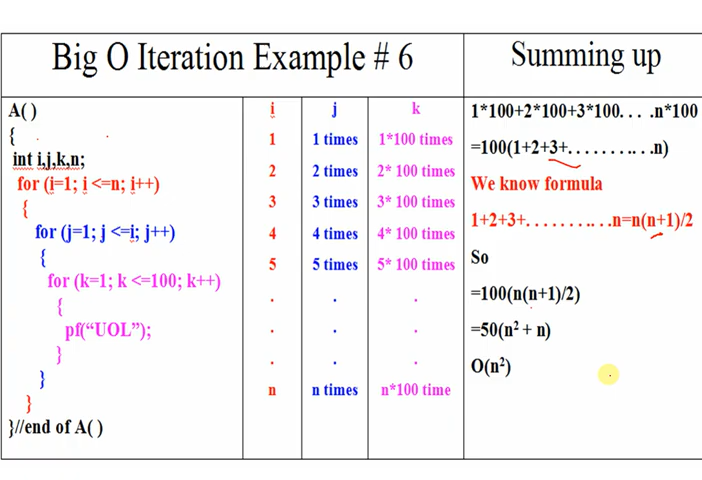 Big O Iteration Example # 6
Summing up
A( )
{
int i,j,k,n;
for (i=1; i <=n; i++)
{
for (j=1; j <=i; j++)
{
for (k=1; k <=100; k++)
{
pf(“UOL”);
}
}
}
}//end of A( )
i j k
1 1 times 1*100 times
2 2 times 2* 100 times
3 3 times 3* 100 times
4 4 times 4* 100 times
5 5 times 5* 100 times
. . .
. . .
. . .
n n times n*100 time
1*100+2*100+3*100. . . .n*100
=100(1+2+3+. . . . . . . . . . .n)
We know formula
1+2+3+. . . . . . . . . . .n=n(n+1)/2
So
=100(n(n+1)/2)
=50(n² + n)
O(n²)